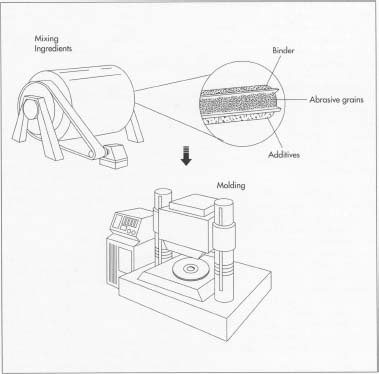 Mixing
Ingredients
Binder
Abrasive grains
Additives
Molding